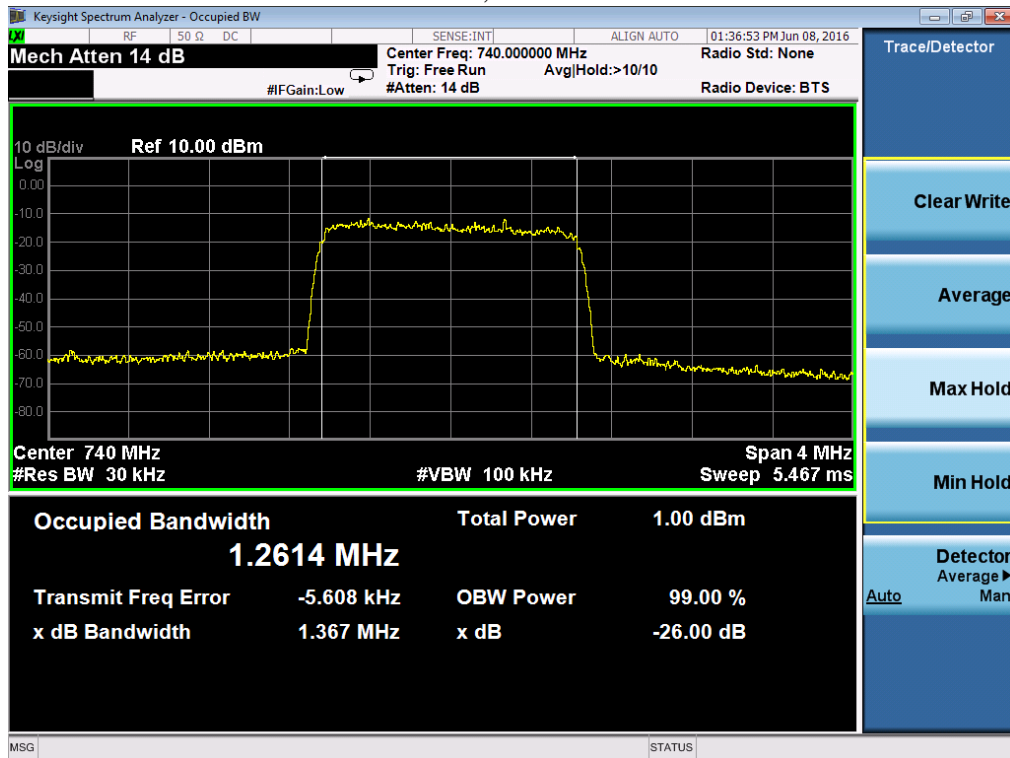 Keysight Spectrum Analyzer - Occupied BW
LXI RF 50 Ω DC SENSE:INT ALIGN AUTO 01:36:53 PM Jun 08, 2016
Mech Atten 14 dB
Center Freq: 740.000000 MHz Radio Std: None
Trig: Free Run Avg|Hold:>10/10
#IFGain:Low #Atten: 14 dB Radio Device: BTS
10 dB/div Ref 10.00 dBm
Log
0.00
-10.0
-20.0
-30.0
-40.0
-50.0
-60.0
-70.0
-80.0
Center 740 MHz Span 4 MHz
#Res BW 30 kHz #VBW 100 kHz Sweep 5.467 ms
Occupied Bandwidth Total Power 1.00 dBm
1.2614 MHz
Transmit Freq Error -5.608 kHz OBW Power 99.00 %
x dB Bandwidth 1.367 MHz x dB -26.00 dB
MSG STATUS
Trace/Detector
Clear Write
Average
Max Hold
Min Hold
Detector
Average
Auto Man